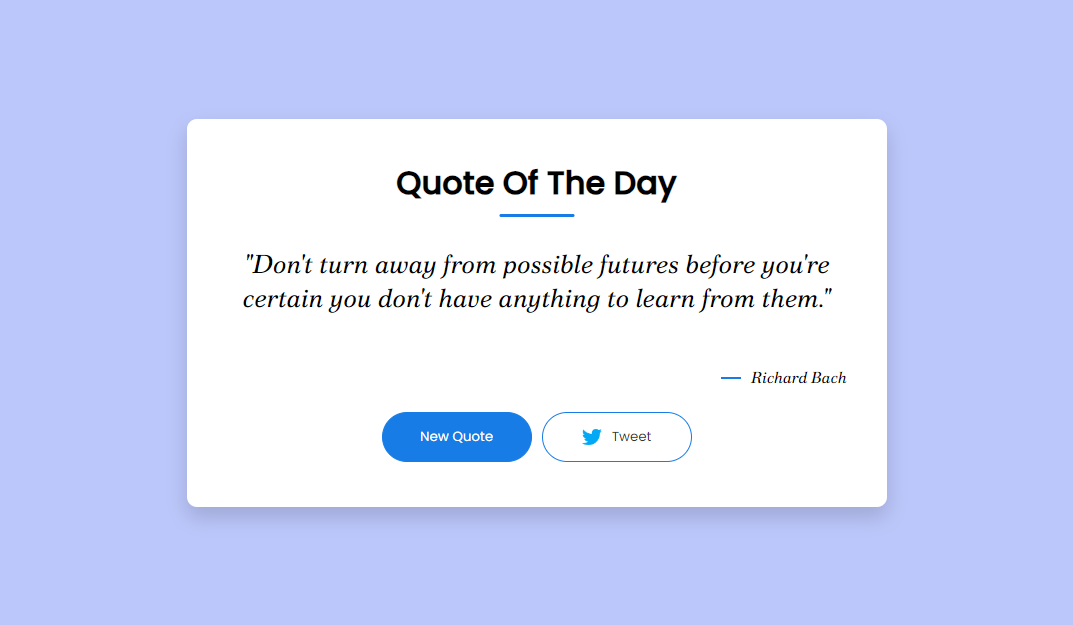 Quote Of The Day
"Don't turn away from possible futures before you're
certain you don't have anything to learn from them."
— Richard Bach
New Quote
Tweet